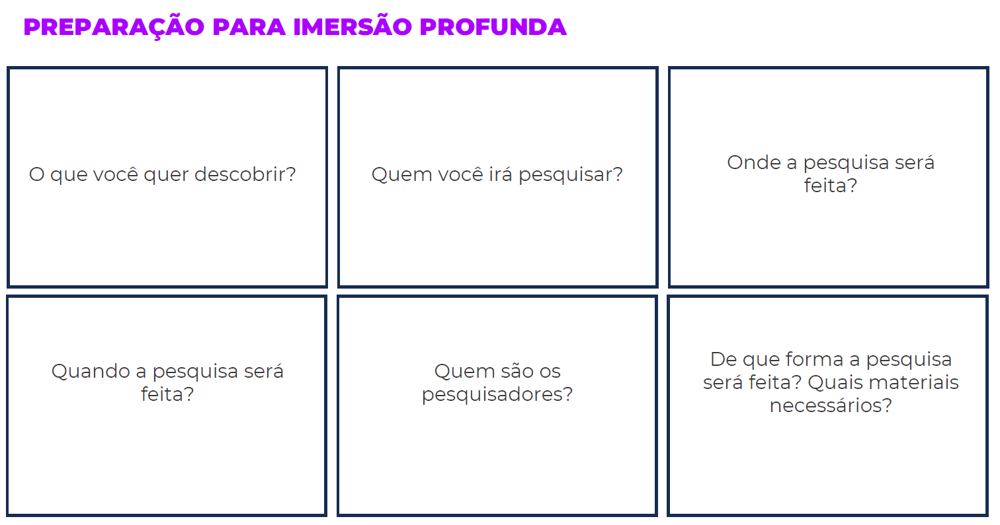 PREPARAÇÃO PARA IMERSÃO PROFUNDA
O que você quer descobrir?
Quem você irá pesquisar?
Onde a pesquisa será
feita?
Quando a pesquisa será
feita?
Quem são os
pesquisadores?
De que forma a pesquisa
será feita? Quais materiais
necessários?